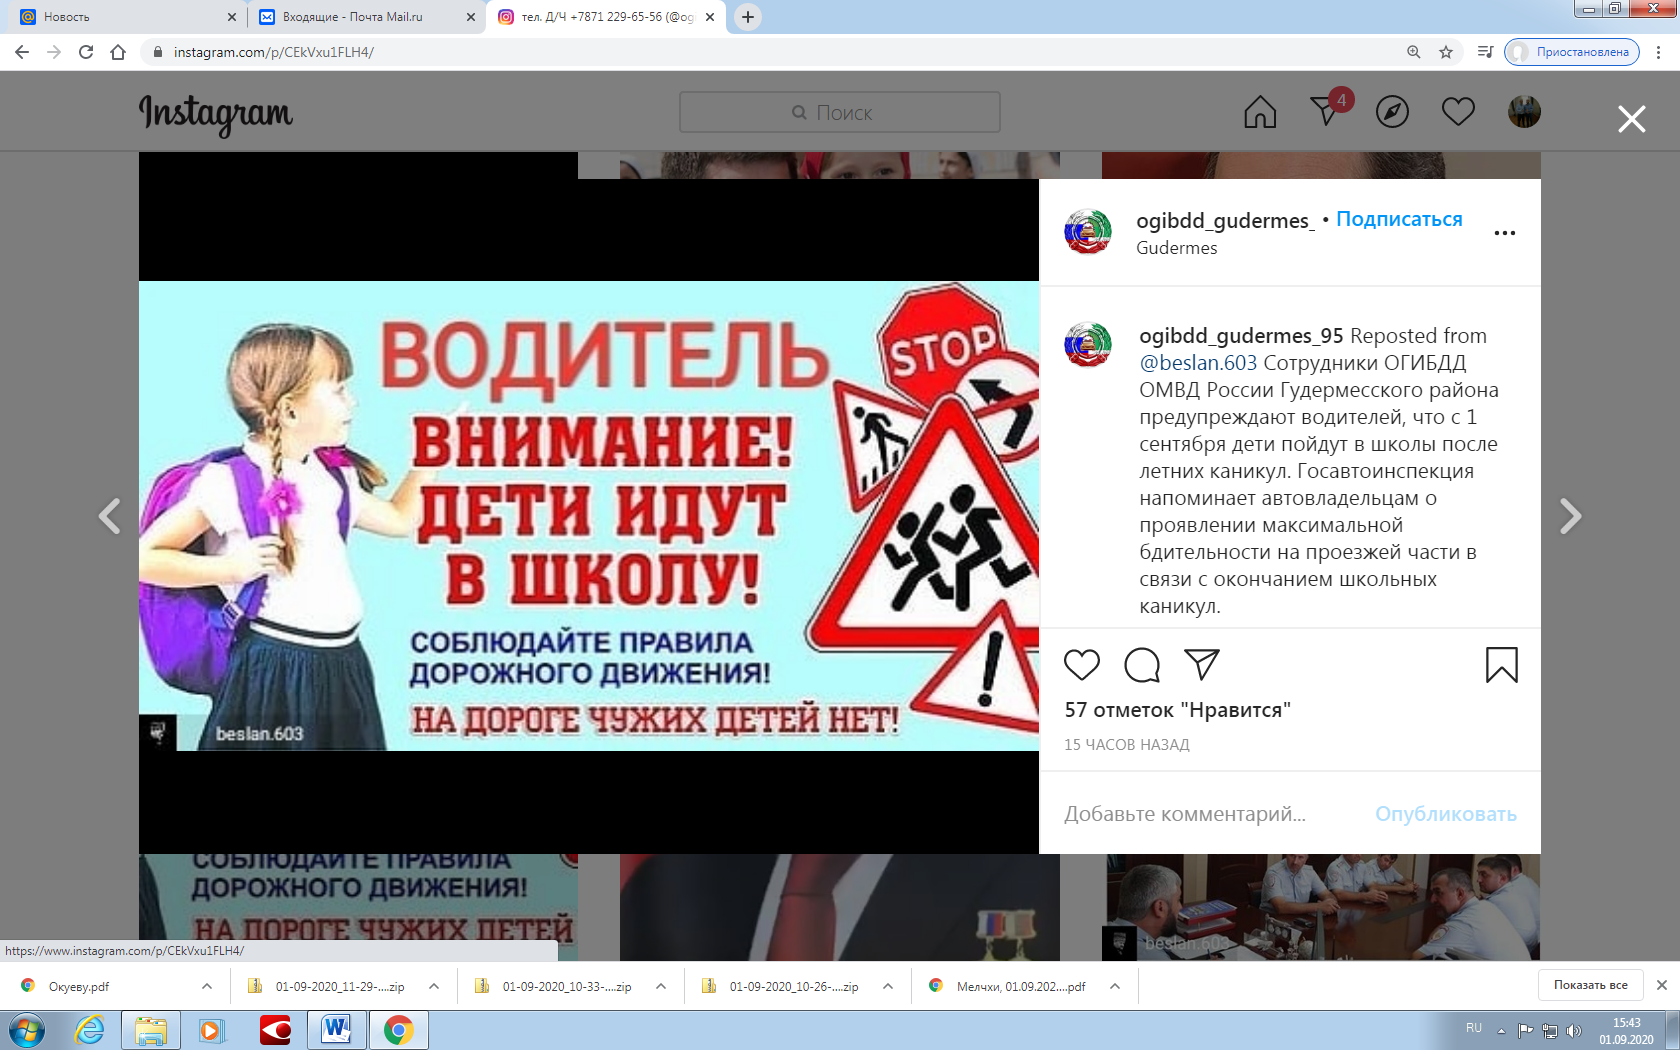 Новость
Входящие - Почта Mail.ru
тел. Д/Ч +7871 229-65-56 (@og
instagram.com/p/CEkVxu1FLH4/
Приостановлена
Instagram
Поиск
4
ВОДИТЕЛЬ
ВНИМАНИЕ!
ДЕТИ ИДУТ
В ШКОЛУ!
СОБЛЮДАЙТЕ ПРАВИЛА
ДОРОЖНОГО ДВИЖЕНИЯ!
НА ДОРОГЕ ЧУЖИХ ДЕТЕЙ НЕТ!
STOP
beslan.603
ogibdd_gudermes_ • Подписаться
Gudermes
ogibdd_gudermes_95 Reposted from
@beslan.603 Сотрудники ОГИБДД
ОМВД России Гудермесского района
предупреждают водителей, что с 1
сентября дети пойдут в школы после
летних каникул. Госавтоинспекция
напоминает автовладельцам о
проявлении максимальной
бдительности на проезжей части в
связи с окончанием школьных
каникул.
57 отметок "Нравится"
15 ЧАСОВ НАЗАД
Добавьте комментарий...
Опубликовать
СОБЛЮДАЙТЕ ПРАВИЛА
ДОРОЖНОГО ДВИЖЕНИЯ!
НА ДОРОГЕ ЧУЖИХ ДЕТЕЙ
beslan.603
https://www.instagram.com/p/CEkVxu1FLH4/
Окуеву.pdf
01-09-2020_11-29-....zip
01-09-2020_10-33-....zip
01-09-2020_10-26-....zip
Мелчхи, 01.09.202....pdf
Показать все
RU
15:43
01.09.2020